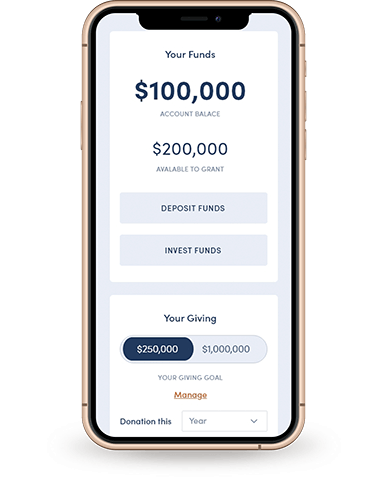 Your Funds
$100,000
ACCOUNT BALACE
$200,000
AVALABLE TO GRANT
DEPOSIT FUNDS
INVEST FUNDS
Your Giving
$250,000 $1,000,000
YOUR GIVING GOAL
Manage
Donation this Year